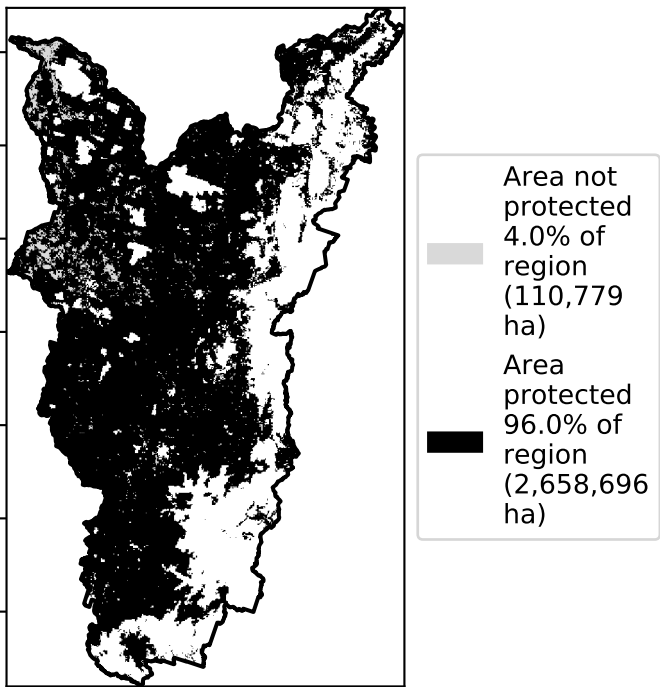 Area not
protected
4.0% of
region
(110,779
ha)
Area
protected
96.0% of
region
(2,658,696
ha)